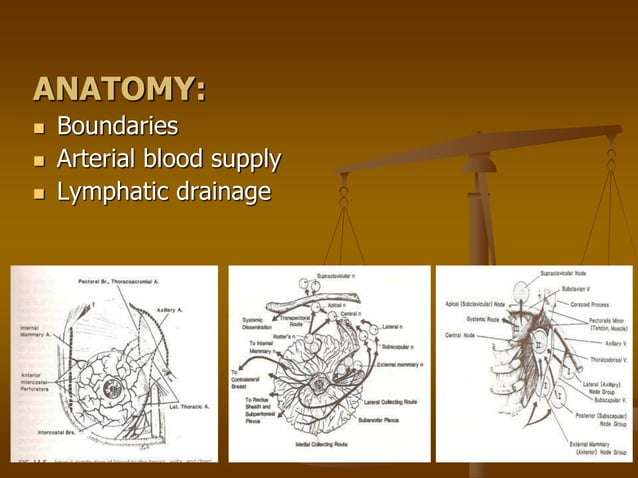 ANATOMY:
Boundaries
Arterial blood supply
Lymphatic drainage
Pectoral Br., Thoracoacromial A.
Axillary A.
Internal
Mammary A.
Anterior
Intercostal
Perforators
Lat. Thoracic A.
Intercostal Brs.
Supraclavicular n
Apical n
Central n
Systemic
Dissemination
Transpectoral
Route
Lateral n
Rotter's n
Subscapular n
To Internal
Mammary n
External mammary n
To
Contralateral
Breast
To Rectus
Sheath and
Subperitoneal
Plexus
Lateral Collecting Route
Subareolar Plexus
Medial Collecting Route
Supraclavicular Node
Subclavian V
Apical (Subclavicular) Node
Coracoid Process
Systemic Route
Pectoralis Minor
(Tendon, Muscle)
Central Node
Axillary V.
Thoracodorsal V.
Lateral (Axillary)
Node Group
Subscapular V.
Posterior (Subscapular)
Node Group
External Mammary
(Anterior) Node Group